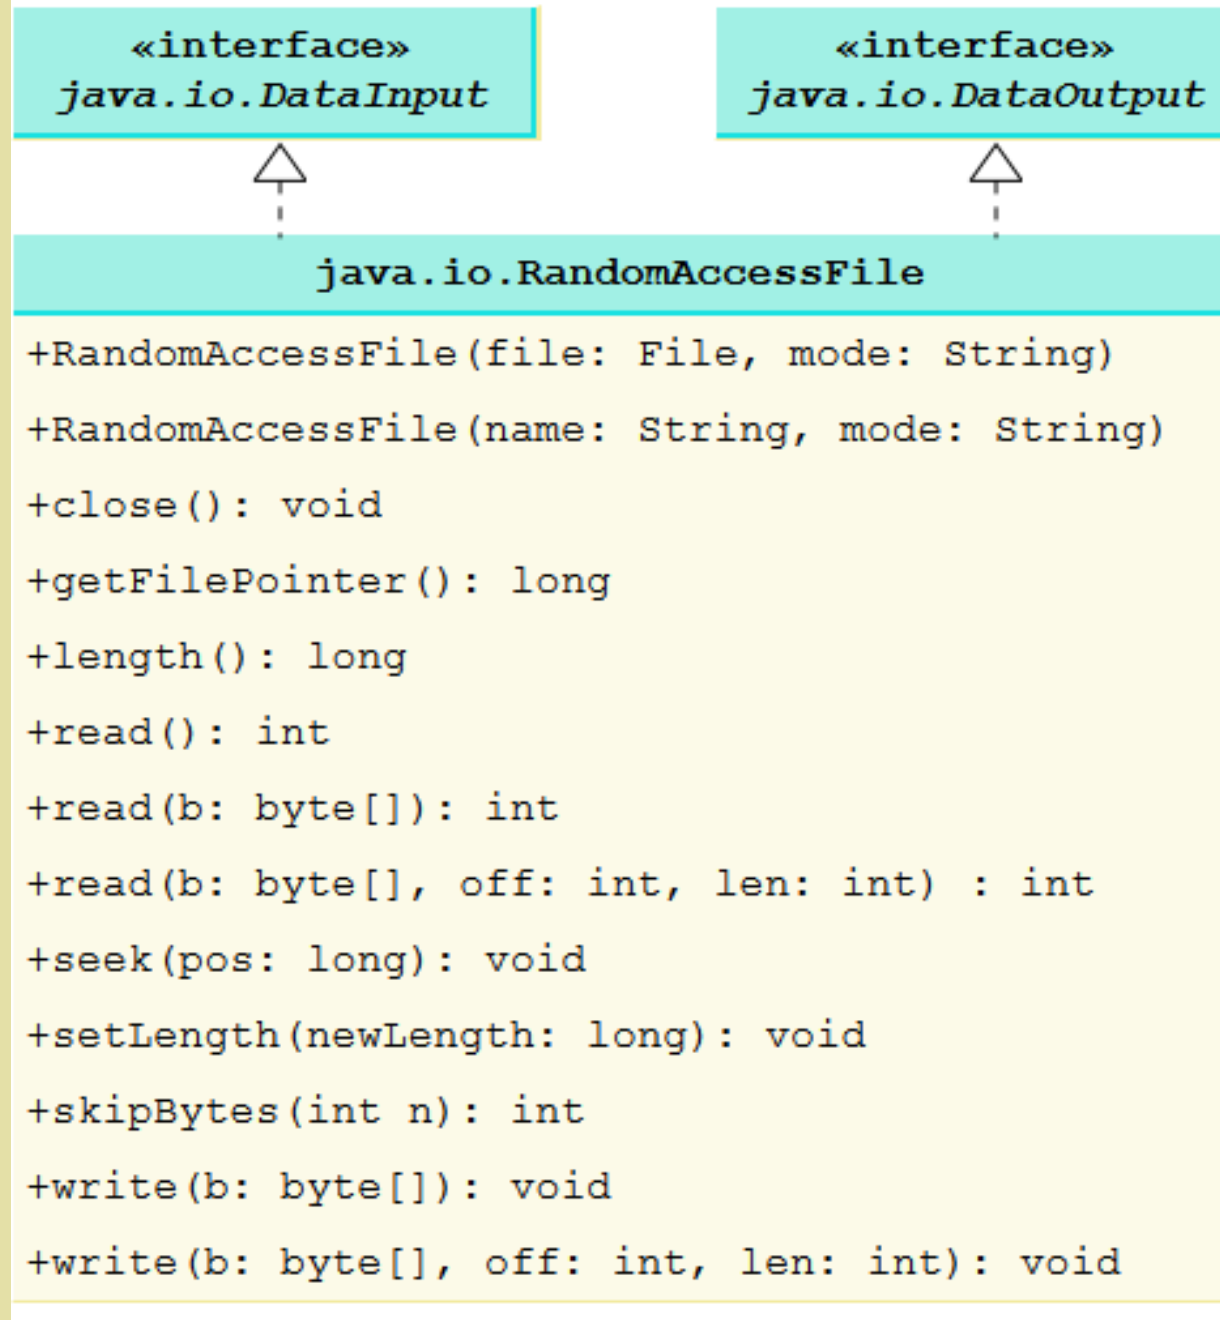 «interface»
java.io.DataInput
«interface»
java.io.DataOutput
java.io.RandomAccessFile
+RandomAccessFile(file: File, mode: String)
+RandomAccessFile(name: String, mode: String)
+close(): void
+getFilePointer(): long
+length(): long
+read(): int
+read(b: byte[]): int
+read(b: byte[], off: int, len: int) : int
+seek(pos: long): void
+setLength(newLength: long): void
+skipBytes(int n): int
+write(b: byte[]): void
+write(b: byte[], off: int, len: int): void